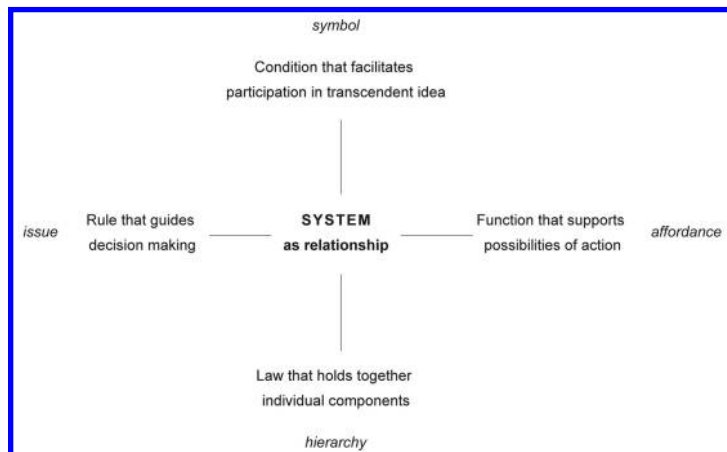 symbol
Condition that facilitates
participation in transcendent idea
issue
Rule that guides
decision making
SYSTEM
as relationship
Function that supports
possibilities of action
affordance
Law that holds together
individual components
hierarchy